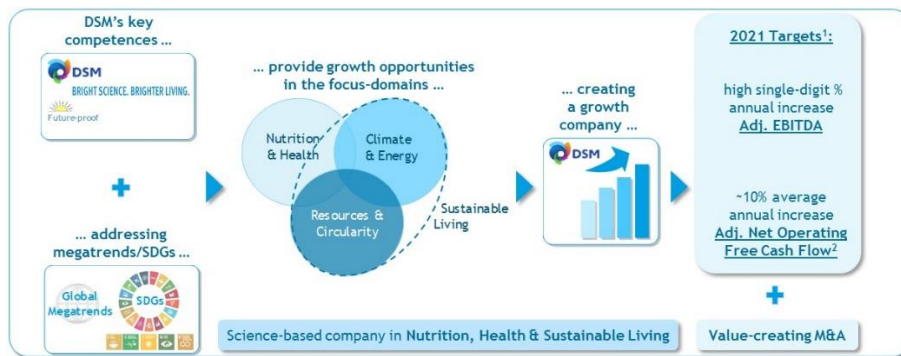 DSM's key
competences ...
DSM
BRIGHT SCIENCE. BRIGHTER LIVING.
Future-proof
+
... addressing
megatrends/SDGs ...
Global
Megatrends
SDGs
... provide growth opportunities
in the focus-domains ...
Nutrition
& Health
Climate
& Energy
Resources &
Circularity
Sustainable
Living
... creating
a growth
company ...
DSM
2021 Targets¹:
high single-digit %
annual increase
Adj. EBITDA
~10% average
annual increase
Adj. Net Operating
Free Cash Flow²
+
Science-based company in Nutrition, Health & Sustainable Living
Value-creating M&A